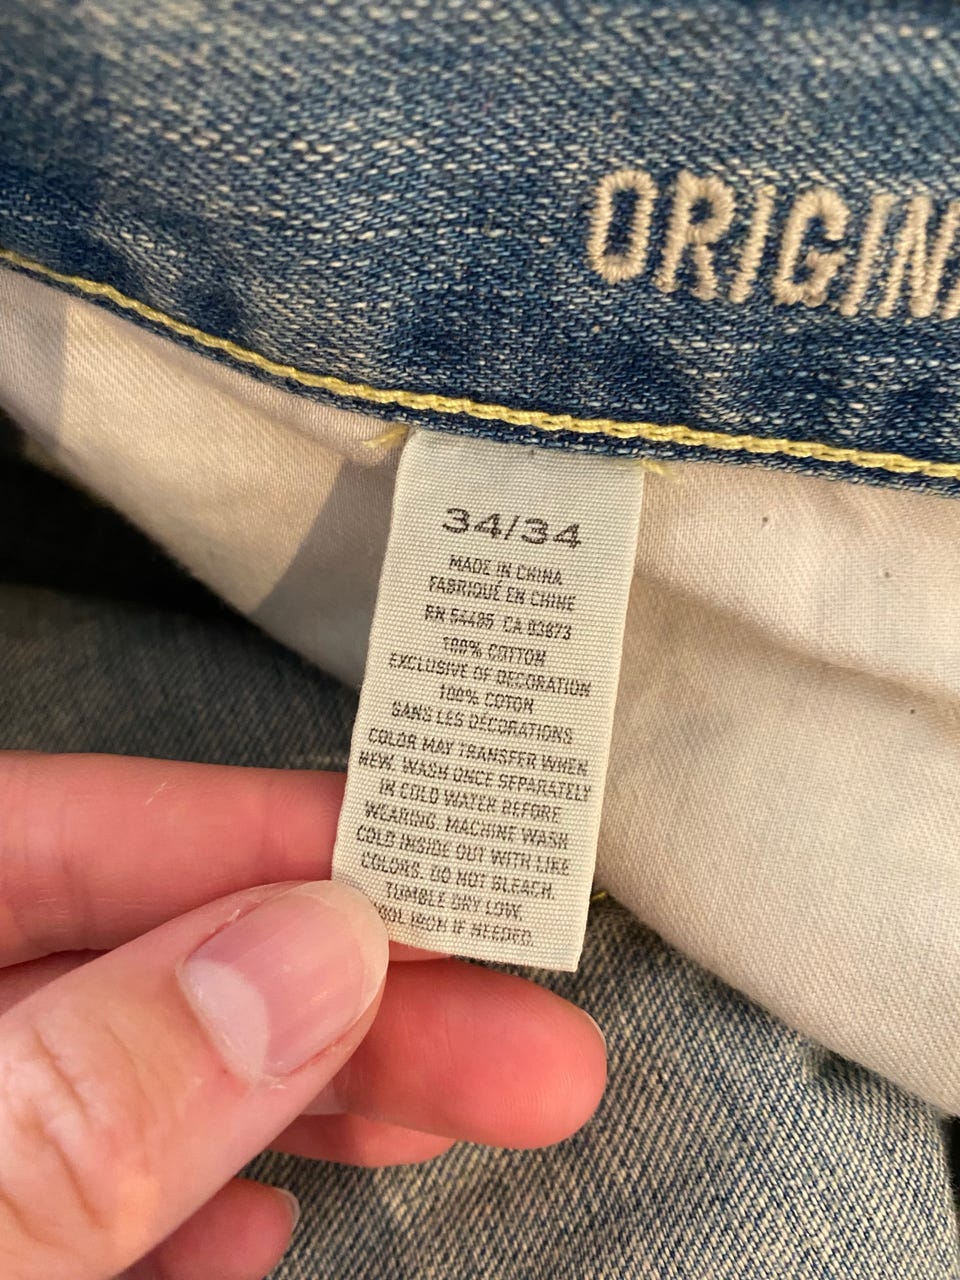 ORIGIN
34/34
MADE IN CHINA
FABRIQUÉ EN CHINE
RN 54485 CA 03873
100% COTTON
EXCLUSIVE OF DECORATION
100% COTON
SANS LES DÉCORATIONS
COLOR MAY TRANSFER WHEN
NEW. WASH ONCE SEPARATELY
IN COLD WATER BEFORE
WEARING. MACHINE WASH
COLD INSIDE OUT WITH LIKE
COLORS. DO NOT BLEACH.
TUMBLE DRY LOW.
COOL IRON IF NEEDED.